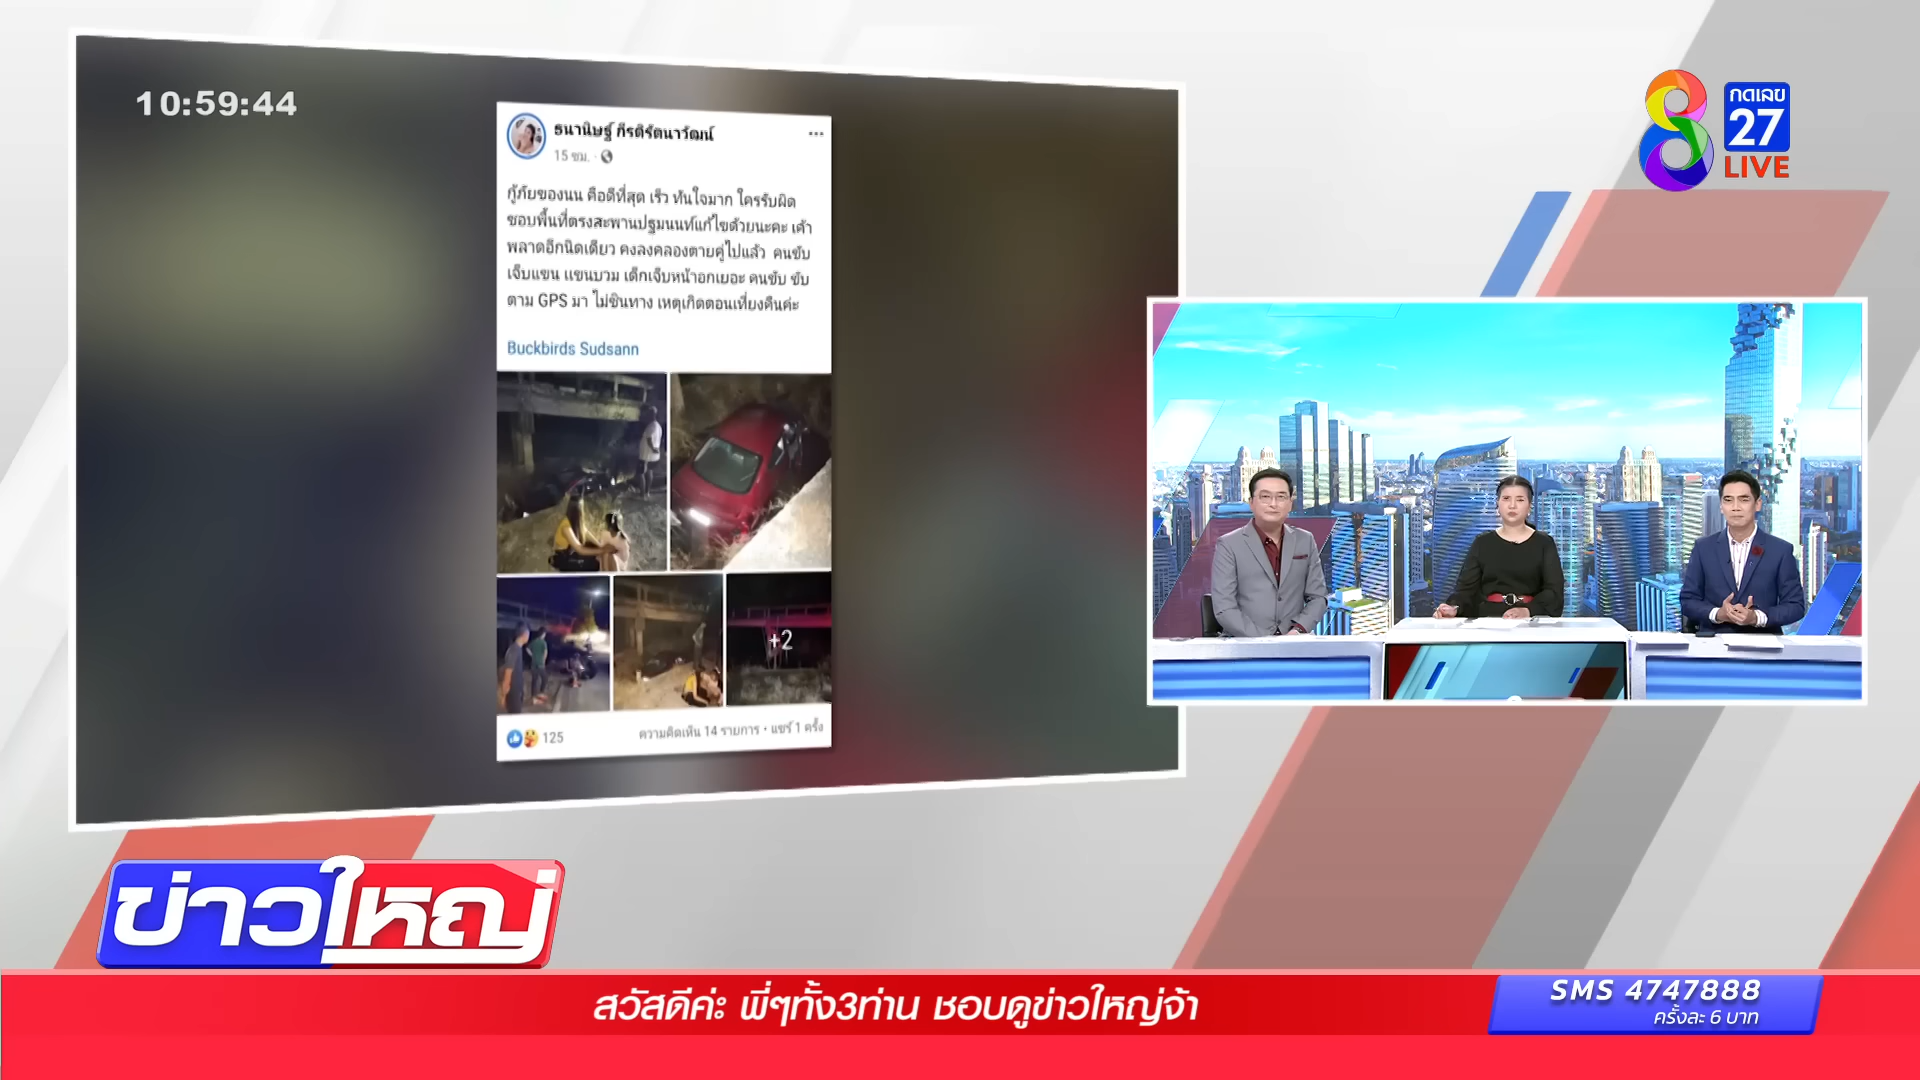 10:59:44
ธนานิษฐ์ กีรติรัตนาวัฒน์
15 ชม.
กู้ภัยของนน คือดีที่สุด เร็ว ทันใจมาก ใครรับผิด
ชอบพื้นที่ตรงสะพานปฐมนนท์แก้ไขด้วยนะคะ เค้า
พลาดอีกนิดเดียว คงลงคลองตายคู่ไปแล้ว คนขับ
เจ็บแขน แขนบวม เด็กเจ็บหน้าอกเยอะ คนขับ ขับ
ตาม GPS มา ไม่ชินทาง เหตุเกิดตอนเที่ยงคืนค่ะ
Buckbirds Sudsann
+2
125
ความคิดเห็น 14 รายการ • แชร์ 1 ครั้ง
8
กดเลข
27
LIVE
ข่าวใหญ่
สวัสดีค่ะ พี่ๆทั้ง3ท่าน ชอบดูข่าวใหญ่จ้า
SMS 4747888
ครั้งละ 6 บาท